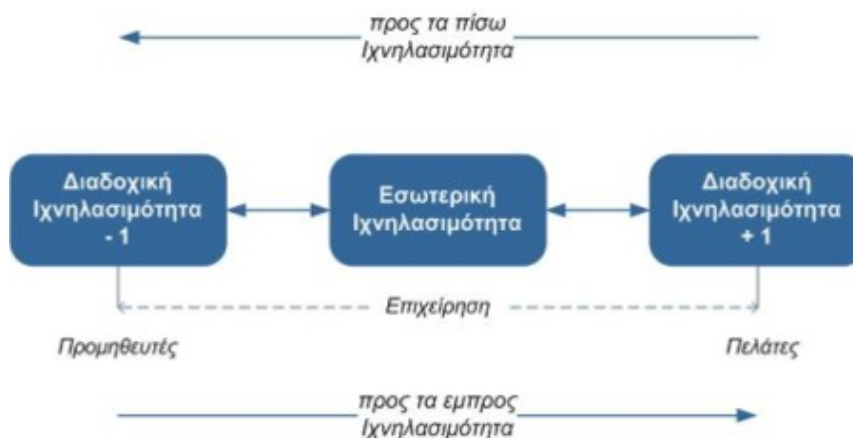 προς τα πίσω
Ιχνηλασιμότητα
Διαδοχική
Ιχνηλασιμότητα
- 1
Εσωτερική
Ιχνηλασιμότητα
Διαδοχική
Ιχνηλασιμότητα
+ 1
Επιχείρηση
Προμηθευτές
Πελάτες
προς τα εμπρος
Ιχνηλασιμότητα